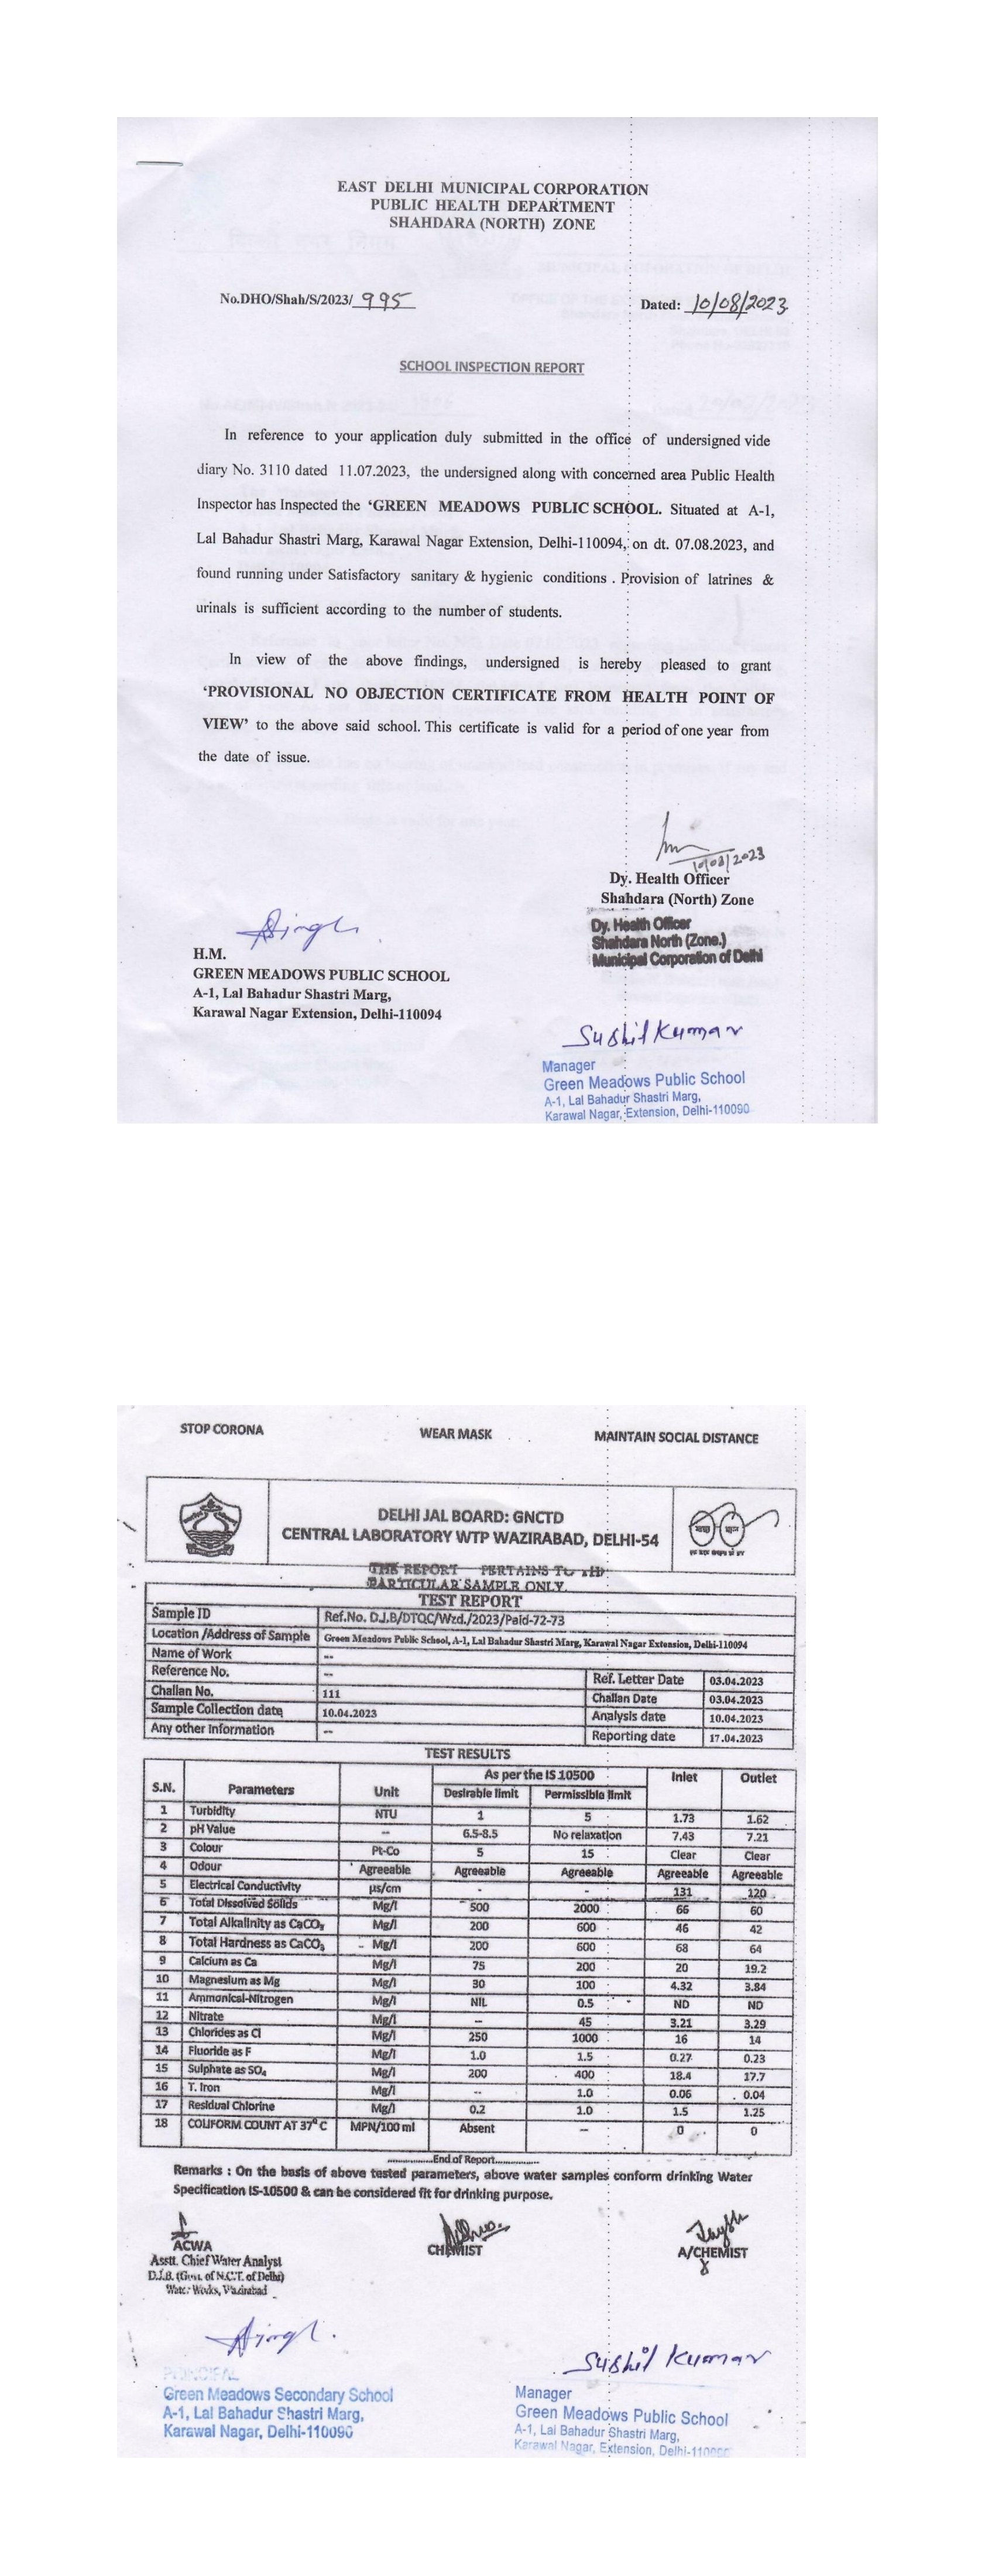 EAST DELHI MUNICIPAL CORPORATION
PUBLIC HEALTH DEPARTMENT
SHAHDARA (NORTH) ZONE
No.DHO/Shah/S/2023/ 995 Dated: 10/08/2023
SCHOOL INSPECTION REPORT
In reference to your application duly submitted in the office of undersigned vide
diary No. 3110 dated 11.07.2023, the undersigned along with concerned area Public Health
Inspector has Inspected the ‘GREEN MEADOWS PUBLIC SCHOOL. Situated at A-1,
Lal Bahadur Shastri Marg, Karawal Nagar Extension, Delhi-110094, on dt. 07.08.2023, and
found running under Satisfactory sanitary & hygienic conditions . Provision of latrines &
urinals is sufficient according to the number of students.
In view of the above findings, undersigned is hereby pleased to grant
‘PROVISIONAL NO OBJECTION CERTIFICATE FROM HEALTH POINT OF
VIEW’ to the above said school. This certificate is valid for a period of one year from
the date of issue.
10/08/2023
Dy. Health Officer
Shahdara (North) Zone
Dy. Health Officer
Shahdara North (Zone.)
Municipal Corporation of Delhi
Singh
H.M.
GREEN MEADOWS PUBLIC SCHOOL
A-1, Lal Bahadur Shastri Marg,
Karawal Nagar Extension, Delhi-110094
Sushil Kumar
Manager
Green Meadows Public School
A-1, Lal Bahadur Shastri Marg,
Karawal Nagar, Extension, Delhi-110090
STOP CORONA WEAR MASK MAINTAIN SOCIAL DISTANCE
DELHI JAL BOARD: GNCTD
CENTRAL LABORATORY WTP WAZIRABAD, DELHI-54
THE REPORT PERTAINS TO
PARTICULAR SAMPLE ONLY.
TEST REPORT
Sample ID Ref.No. DJ.B/DTQC/Wzd./2023/Paid-72-73
Location /Address of Sample Green Meadows Public School, A-1, Lal Bahadur Shastri Marg, Karawal Nagar Extension, Delhi-110094
Name of Work --
Reference No. -- Ref. Letter Date 03.04.2023
Challan No. 111 Challan Date 03.04.2023
Sample Collection date 10.04.2023 Analysis date 10.04.2023
Any other Information -- Reporting date 17.04.2023
TEST RESULTS
S.N. Parameters Unit As per the IS 10500 Inlet Outlet
Desirable limit Permissible limit
1 Turbidity NTU 1 5 1.73 1.62
2 pH Value -- 6.5-8.5 No relaxation 7.43 7.21
3 Colour Pt-Co 5 15 Clear Clear
4 Odour Agreeable Agreeable Agreeable Agreeable Agreeable
5 Electrical Conductivity µs/cm - - 131 120
6 Total Dissolved Solids Mg/l 500 2000 66 60
7 Total Alkalinity as CaCO₃ Mg/l 200 600 46 42
8 Total Hardness as CaCO₃ Mg/l 200 600 68 64
9 Calcium as Ca Mg/l 75 200 20 19.2
10 Magnesium as Mg Mg/l 30 100 4.32 3.84
11 Ammonical-Nitrogen Mg/l NIL 0.5 ND ND
12 Nitrate Mg/l -- 45 3.21 3.29
13 Chlorides as Cl Mg/l 250 1000 16 14
14 Fluoride as F Mg/l 1.0 1.5 0.27 0.23
15 Sulphate as SO₄ Mg/l 200 400 18.4 17.7
16 T. Iron Mg/l -- 1.0 0.06 0.04
17 Residual Chlorine Mg/l 0.2 1.0 1.5 1.25
18 COLIFORM COUNT AT 37⁰ C MPN/100 ml Absent -- 0 0
................End of Report................
Remarks : On the basis of above tested parameters, above water samples conform drinking Water
Specification IS-10500 & can be considered fit for drinking purpose.
ACWA CHEMIST A/CHEMIST
Asstt. Chief Water Analyst
D.J.B. (Govt. of N.C.T. of Delhi)
Water Works, Wazirabad
Singh
PRINCIPAL
Green Meadows Secondary School
A-1, Lal Bahadur Shastri Marg,
Karawal Nagar, Delhi-110090
Sushil Kumar
Manager
Green Meadows Public School
A-1, Lal Bahadur Shastri Marg,
Karawal Nagar, Extension,